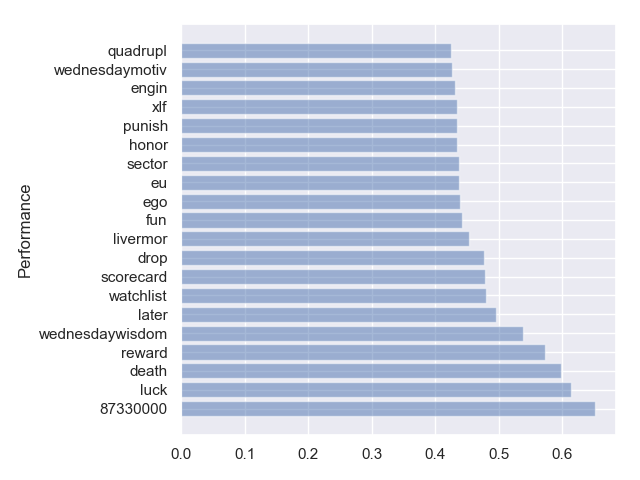 quadrupl
wednesdaymotiv
engin
xlf
punish
honor
sector
eu
ego
fun
livermor
drop
scorecard
watchlist
later
wednesdaywisdom
reward
death
luck
87330000
Performance
0.0 0.1 0.2 0.3 0.4 0.5 0.6